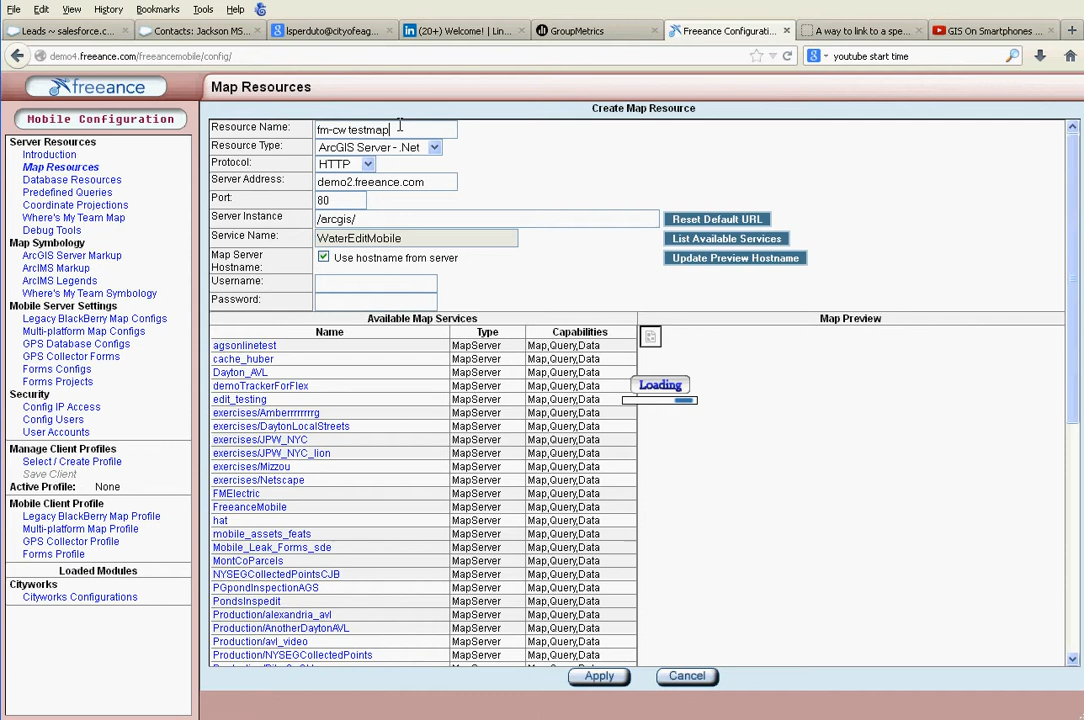 File Edit View History Bookmarks Tools Help
Leads ~ salesforce.c...
Contacts: Jackson MS...
lsperduto@cityofeag...
(20+) Welcome! | Lin...
GroupMetrics
Freeance Configurati...
A way to link to a spe...
GIS On Smartphones ...
demo4.freeance.com/freeancemobile/config/
youtube start time
freeance
Map Resources
Mobile Configuration
Server Resources
Introduction
Map Resources
Database Resources
Predefined Queries
Coordinate Projections
Where's My Team Map
Debug Tools
Map Symbology
ArcGIS Server Markup
ArcIMS Markup
ArcIMS Legends
Where's My Team Symbology
Mobile Server Settings
Legacy BlackBerry Map Configs
Multi-platform Map Configs
GPS Database Configs
GPS Collector Forms
Forms Configs
Forms Projects
Security
Config IP Access
Config Users
User Accounts
Manage Client Profiles
Select / Create Profile
Save Client
Active Profile: None
Mobile Client Profile
Legacy BlackBerry Map Profile
Multi-platform Map Profile
GPS Collector Profile
Forms Profile
Loaded Modules
Cityworks
Cityworks Configurations
Create Map Resource
Resource Name: fm-cw testmap
Resource Type: ArcGIS Server - .Net
Protocol: HTTP
Server Address: demo2.freeance.com
Port: 80
Server Instance /arcgis/ Reset Default URL
Service Name: WaterEditMobile List Available Services
Map Server Hostname: Use hostname from server Update Preview Hostname
Username:
Password:
Available Map Services
Map Preview
Name Type Capabilities
agsonlinetest MapServer Map,Query,Data
cache_huber MapServer Map,Query,Data
Dayton_AVL MapServer Map,Query,Data
demoTrackerForFlex MapServer Map,Query,Data
edit_testing MapServer Map,Query,Data
exercises/Amberrrrrrrg MapServer Map,Query,Data
exercises/DaytonLocalStreets MapServer Map,Query,Data
exercises/JPW_NYC MapServer Map,Query,Data
exercises/JPW_NYC_lion MapServer Map,Query,Data
exercises/Mizzou MapServer Map,Query,Data
exercises/Netscape MapServer Map,Query,Data
FMElectric MapServer Map,Query,Data
FreeanceMobile MapServer Map,Query,Data
hat MapServer Map,Query,Data
mobile_assets_feats MapServer Map,Query,Data
Mobile_Leak_Forms_sde MapServer Map,Query,Data
MontCoParcels MapServer Map,Query,Data
NYSEGCollectedPointsCJB MapServer Map,Query,Data
PGpondInspectionAGS MapServer Map,Query,Data
PondsInspedit MapServer Map,Query,Data
Production/alexandria_avl MapServer Map,Query,Data
Production/AnotherDaytonAVL MapServer Map,Query,Data
Production/avl_video MapServer Map,Query,Data
Production/NYSEGCollectedPoints MapServer Map,Query,Data
Loading
Apply Cancel